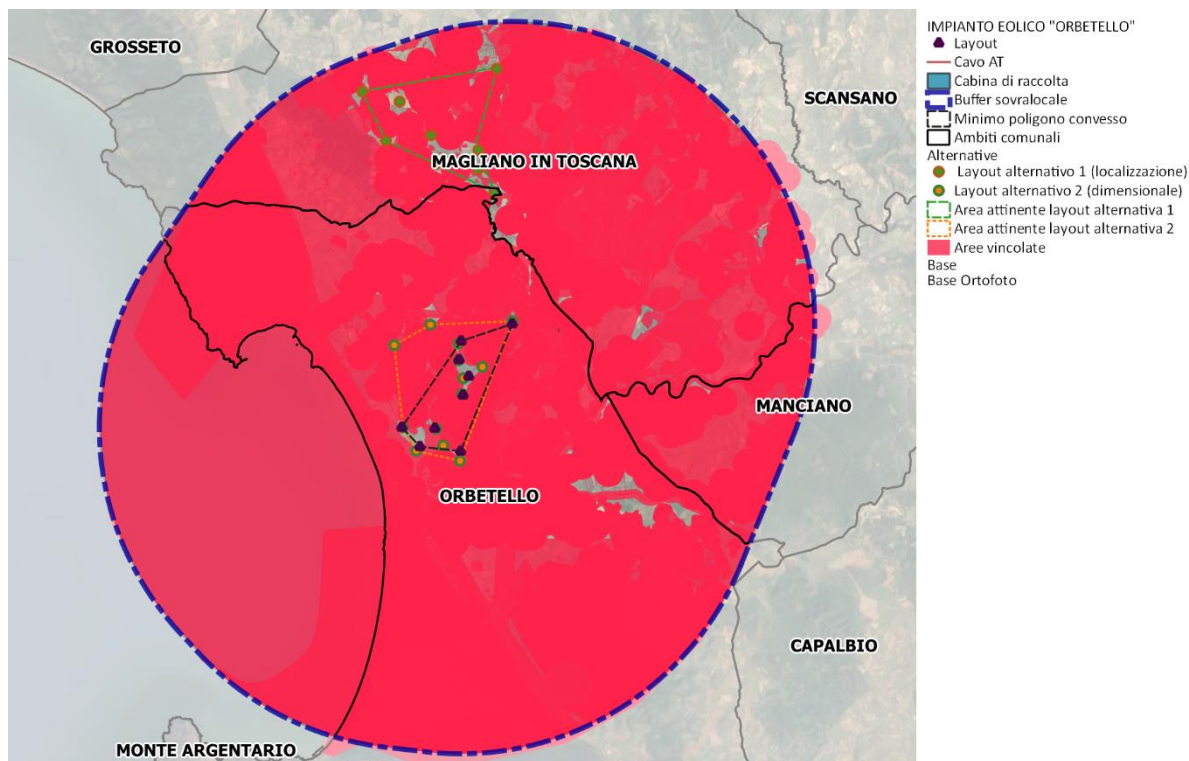 GROSSETO
SCANSANO
MAGLIANO IN TOSCANA
MANCIANO
ORBETELLO
CAPALBIO
MONTE ARGENTARIO
IMPIANTO EOLICO "ORBETELLO"
Layout
Cavo AT
Cabina di raccolta
Buffer sovralocale
Minimo poligono convesso
Ambiti comunali
Alternative
Layout alternativo 1 (localizzazione)
Layout alternativo 2 (dimensionale)
Area attinente layout alternativa 1
Area attinente layout alternativa 2
Aree vincolate
Base
Base Ortofoto